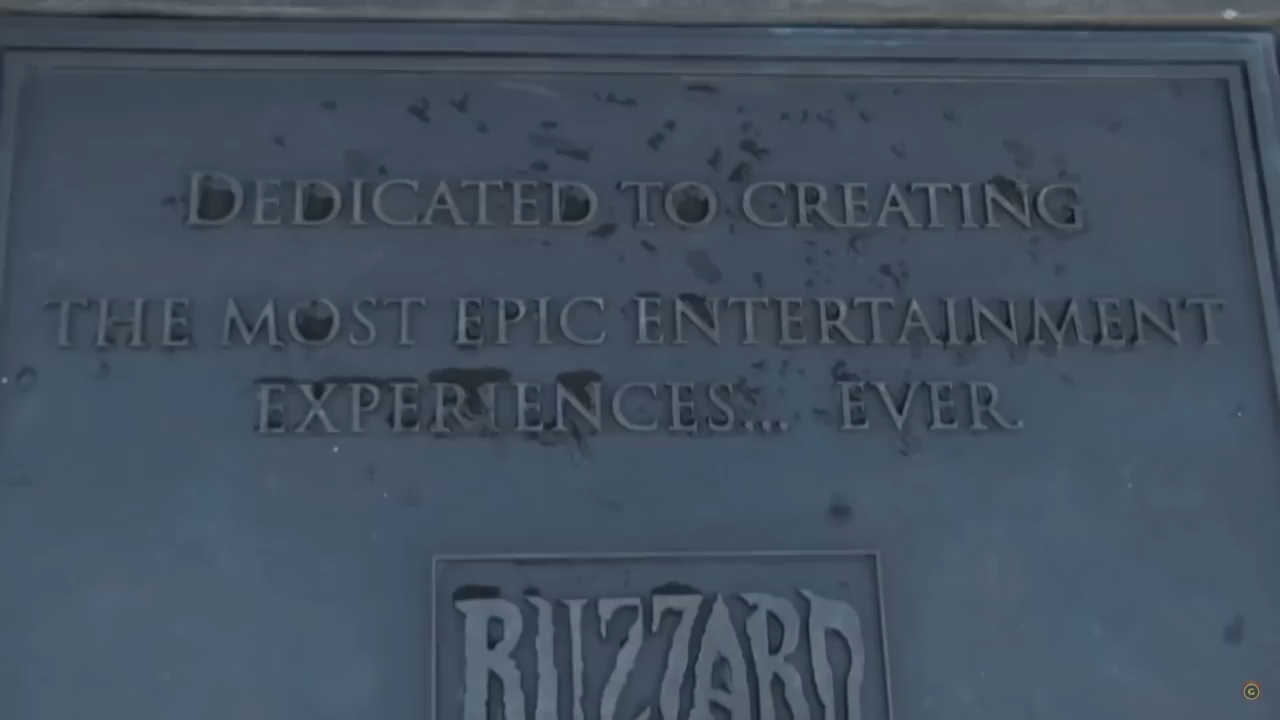 DEDICATED TO CREATING
THE MOST EPIC ENTERTAINMENT
EXPERIENCES... EVER.
BLIZZARD
G